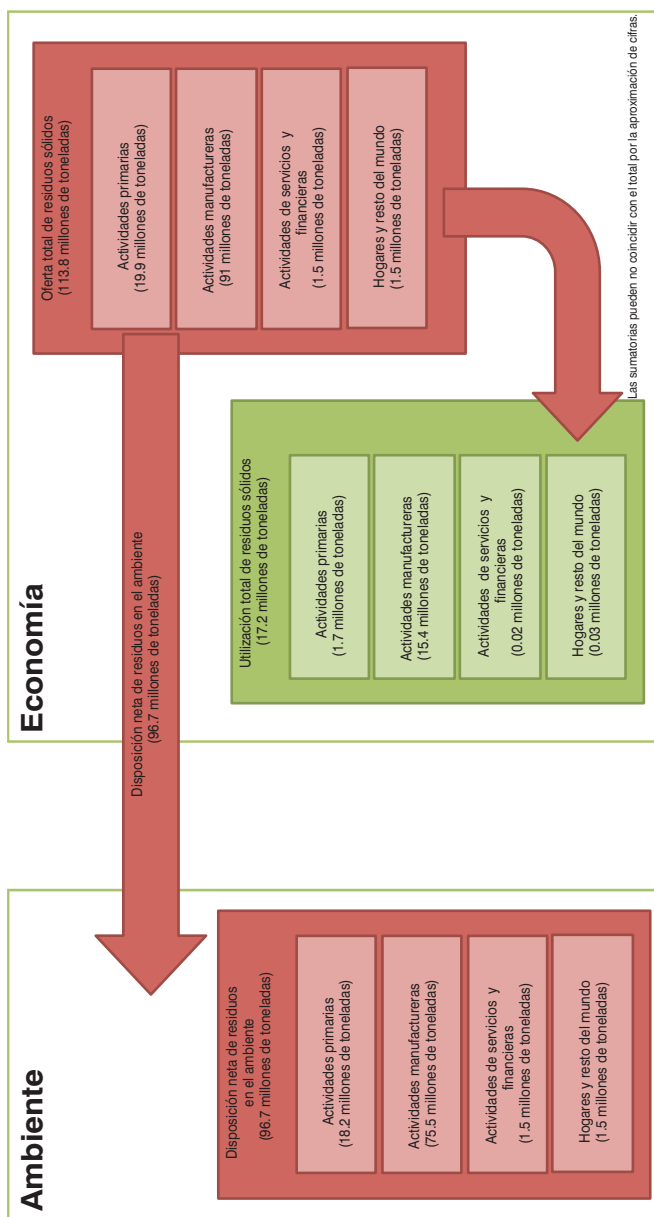 Ambiente
Disposición neta de residuos
en el ambiente
(96.7 millones de toneladas)
Actividades primarias
(18.2 millones de toneladas)
Actividades manufactureras
(75.5 millones de toneladas)
Actividades de servicios y
financieras
(1.5 millones de toneladas)
Hogares y resto del mundo
(1.5 millones de toneladas)
Economía
Disposición neta de residuos en el ambiente
(96.7 millones de toneladas)
Utilización total de residuos sólidos
(17.2 millones de toneladas)
Actividades primarias
(1.7 millones de toneladas)
Actividades manufactureras
(15.4 millones de toneladas)
Actividades de servicios y
financieras
(0.02 millones de toneladas)
Hogares y resto del mundo
(0.03 millones de toneladas)
Oferta total de residuos sólidos
(113.8 millones de toneladas)
Actividades primarias
(19.9 millones de toneladas)
Actividades manufactureras
(91 millones de toneladas)
Actividades de servicios y
financieras
(1.5 millones de toneladas)
Hogares y resto del mundo
(1.5 millones de toneladas)
Las sumatorias pueden no coincidir con el total por la aproximación de cifras.